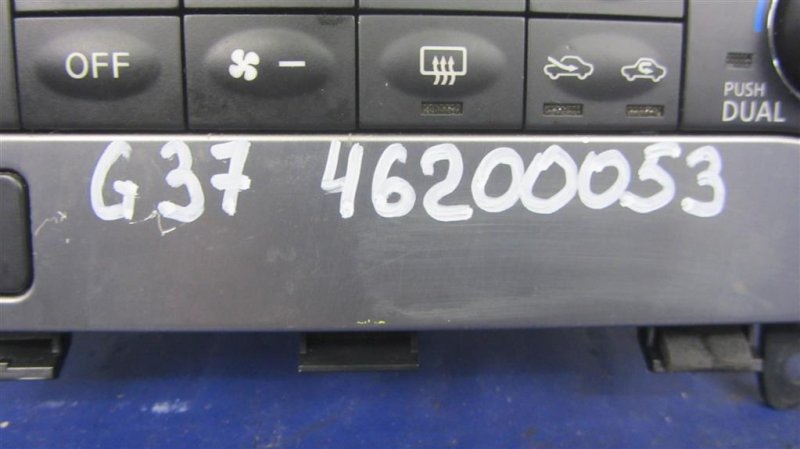 OFF
PUSH
DUAL
G37 46200053